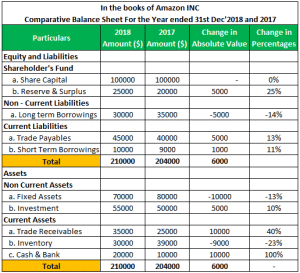 In the books of Amazon INC
Comparative Balance Sheet For the Year ended 31st Dec'2018 and 2017
Particulars 2018 Amount ($) 2017 Amount ($) Change in Absolute Value Change in Percentages
Equity and Liabilities
Shareholder's Fund
a. Share Capital 100000 100000 - 0%
b. Reserve & Surplus 25000 20000 5000 25%
Non - Current Liabilities
a. Long term Borrowings 30000 35000 -5000 -14%
Current Liabilities
a. Trade Payables 45000 40000 5000 13%
b. Short Term Borrowings 10000 9000 1000 11%
Total 210000 204000 6000
Assets
Non Current Assets
a. Fixed Assets 70000 80000 -10000 -13%
b. Investment 55000 50000 5000 10%
Current Assets
a. Trade Receivables 35000 25000 10000 40%
b. Inventory 30000 39000 -9000 -23%
c. Cash & Bank 20000 10000 10000 100%
Total 210000 204000 6000 -